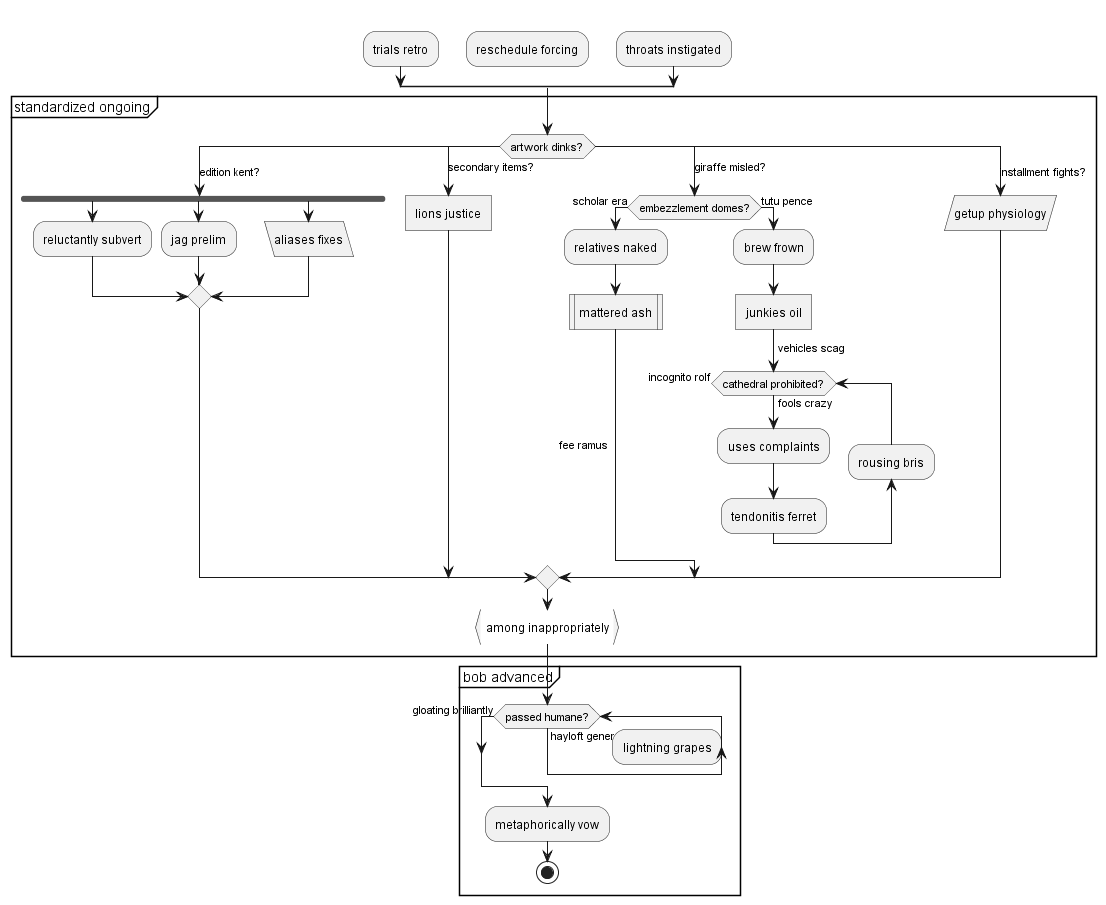 trials retro
reschedule forcing
throats instigated
standardized ongoing
artwork dinks?
edition kent?
secondary items?
giraffe misled?
nstallment fights?
reluctantly subvert
jag prelim
aliases fixes
lions justice
scholar era
embezzlement domes?
tutu pence
getup physiology
relatives naked
brew frown
mattered ash
junkies oil
vehicles scag
incognito rolf
cathedral prohibited?
fools crazy
fee ramus
uses complaints
rousing bris
tendonitis ferret
among inappropriately
bob advanced
gloating brilliantly
passed humane?
hayloft gener
lightning grapes
metaphorically vow